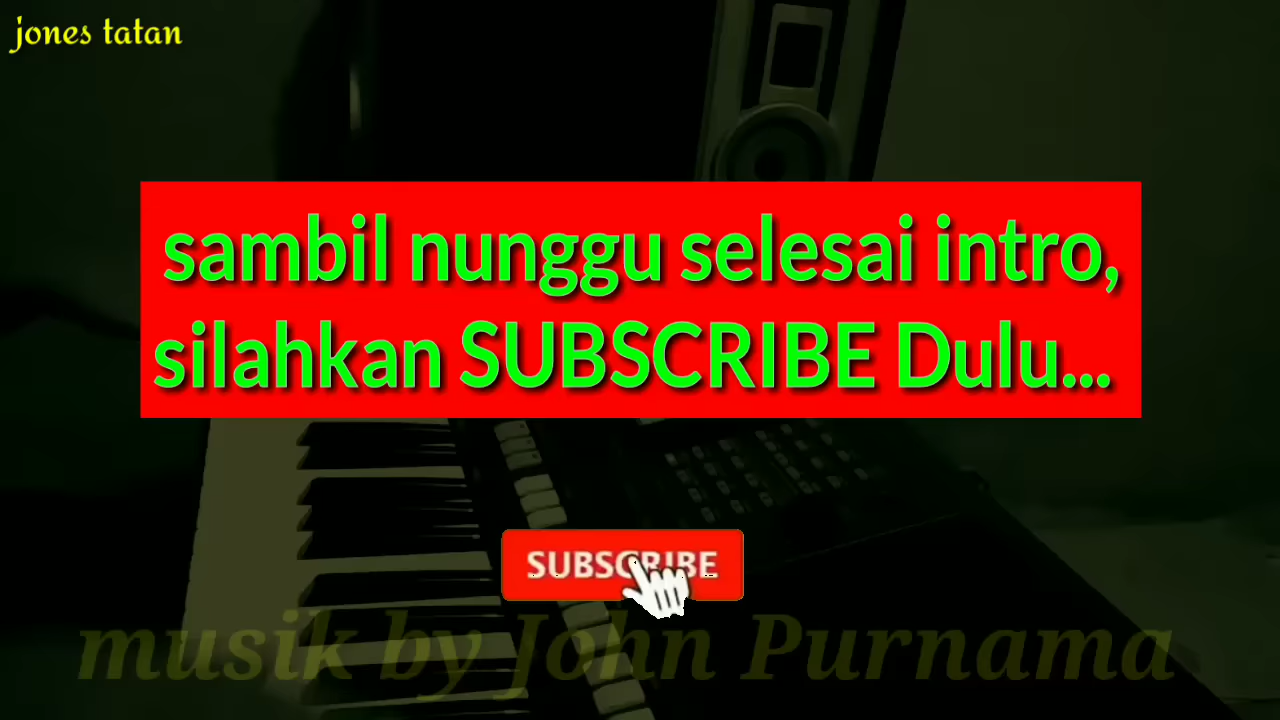 jones tatan
sambil nunggu selesai intro,
silahkan SUBSCRIBE Dulu...
SUBSCRIBE
musik by John Purnama